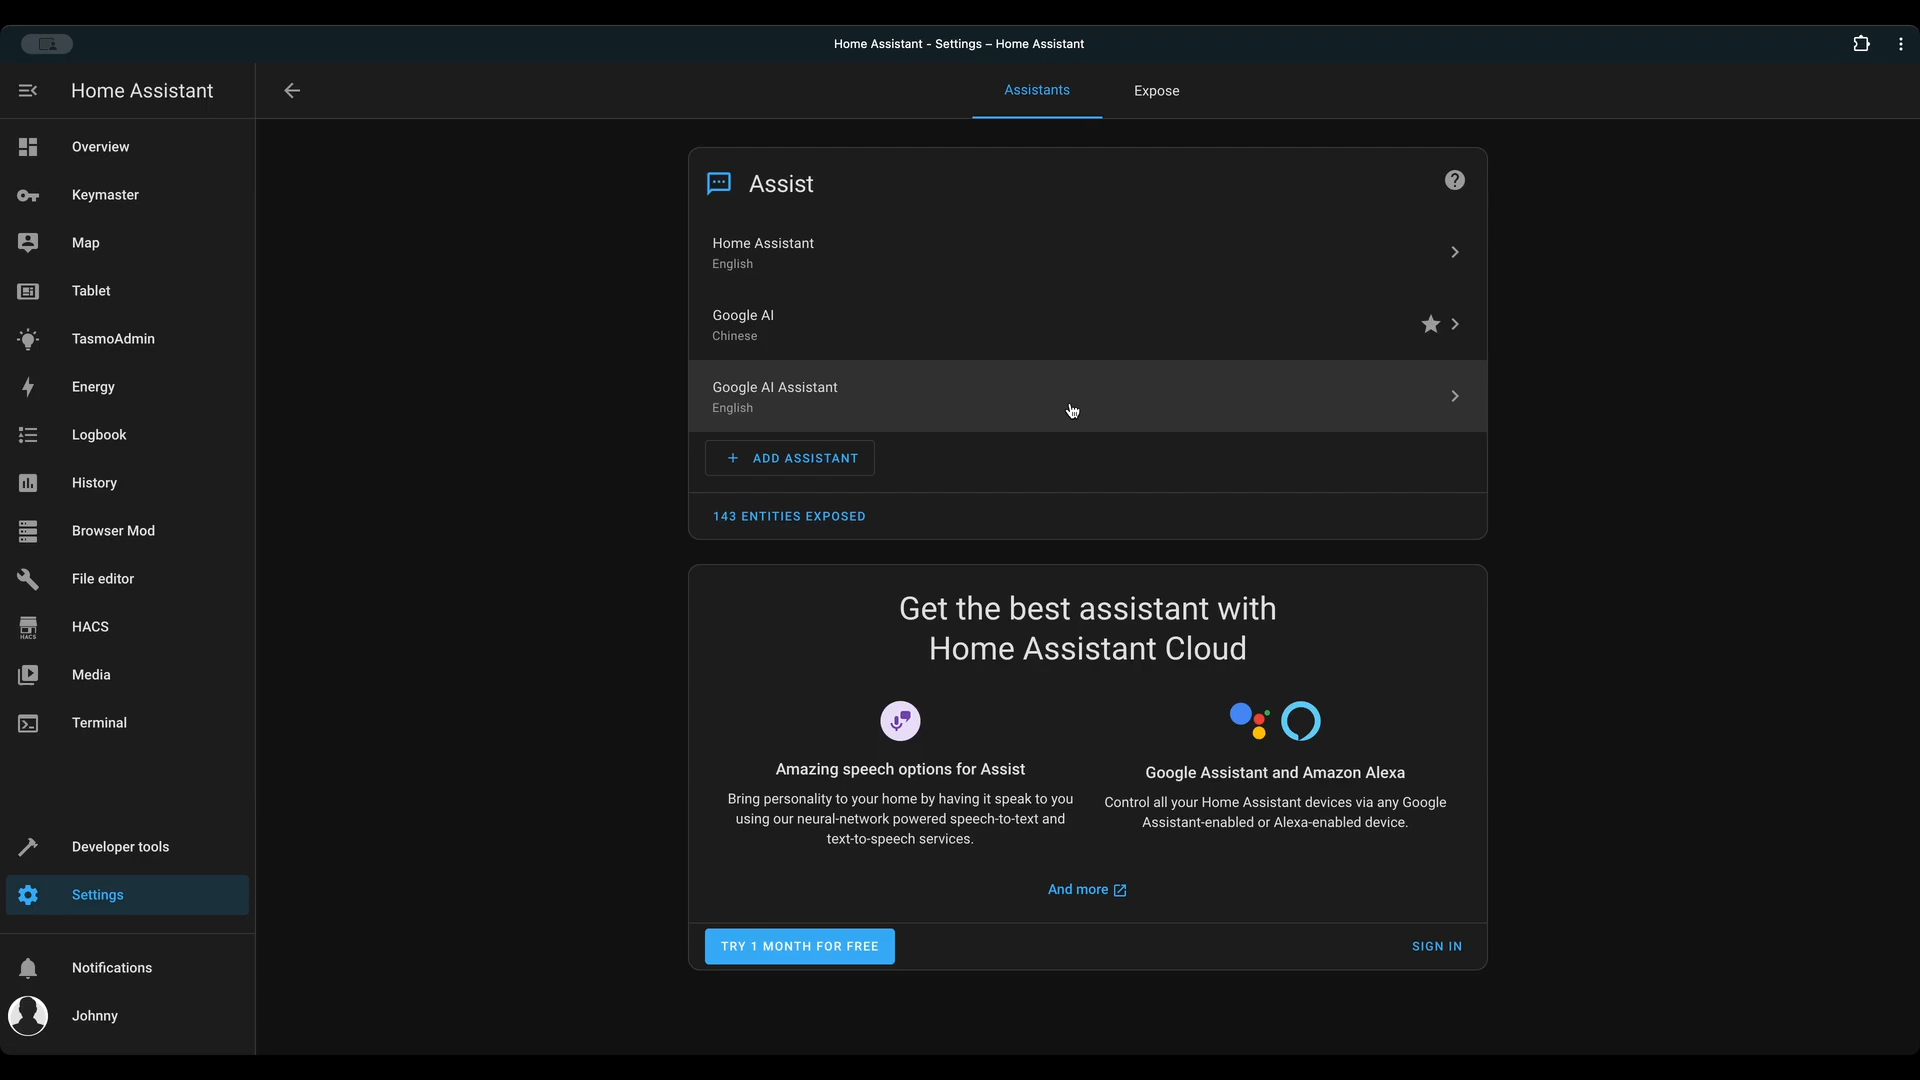 Home Assistant - Settings – Home Assistant
Home Assistant
Assistants
Expose
Overview
Keymaster
Map
Tablet
TasmoAdmin
Energy
Logbook
History
Browser Mod
File editor
HACS
HACS
Media
Terminal
Developer tools
Settings
Notifications
Johnny
Assist
Home Assistant
English
Google AI
Chinese
Google AI Assistant
English
+ ADD ASSISTANT
143 ENTITIES EXPOSED
Get the best assistant with
Home Assistant Cloud
Amazing speech options for Assist
Bring personality to your home by having it speak to you
using our neural-network powered speech-to-text and
text-to-speech services.
Google Assistant and Amazon Alexa
Control all your Home Assistant devices via any Google
Assistant-enabled or Alexa-enabled device.
And more
TRY 1 MONTH FOR FREE
SIGN IN